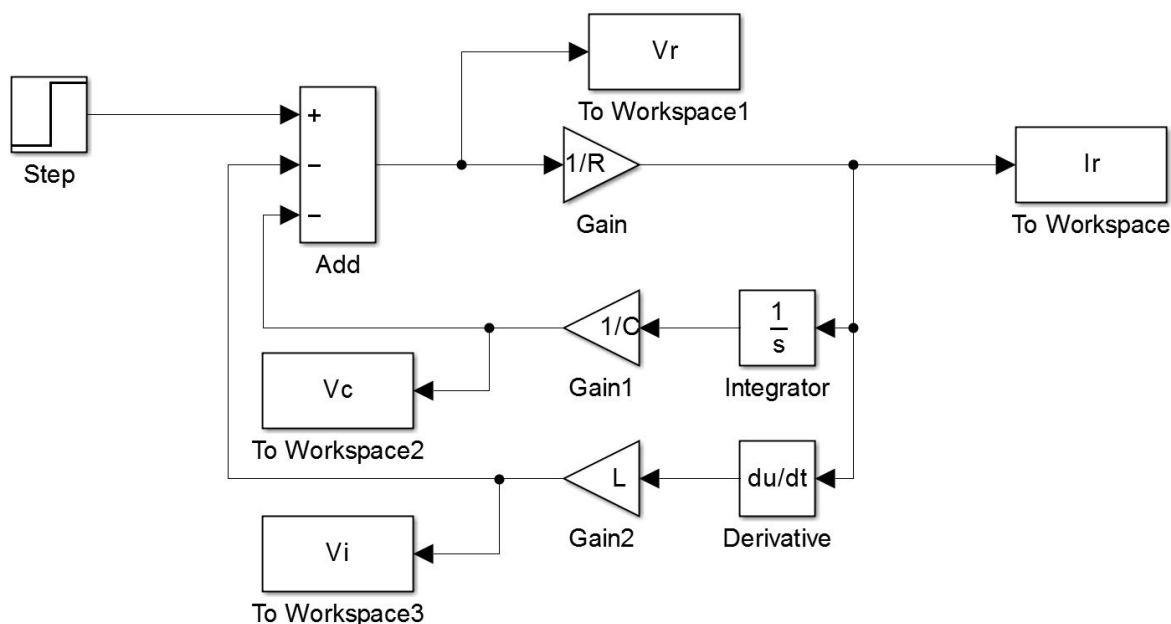 Vr
To Workspace1
+
−
−
Step
Add
1/R
Gain
Ir
To Workspace
1/C
Gain1
1
s
Integrator
Vc
To Workspace2
L
Gain2
du/dt
Derivative
Vi
To Workspace3